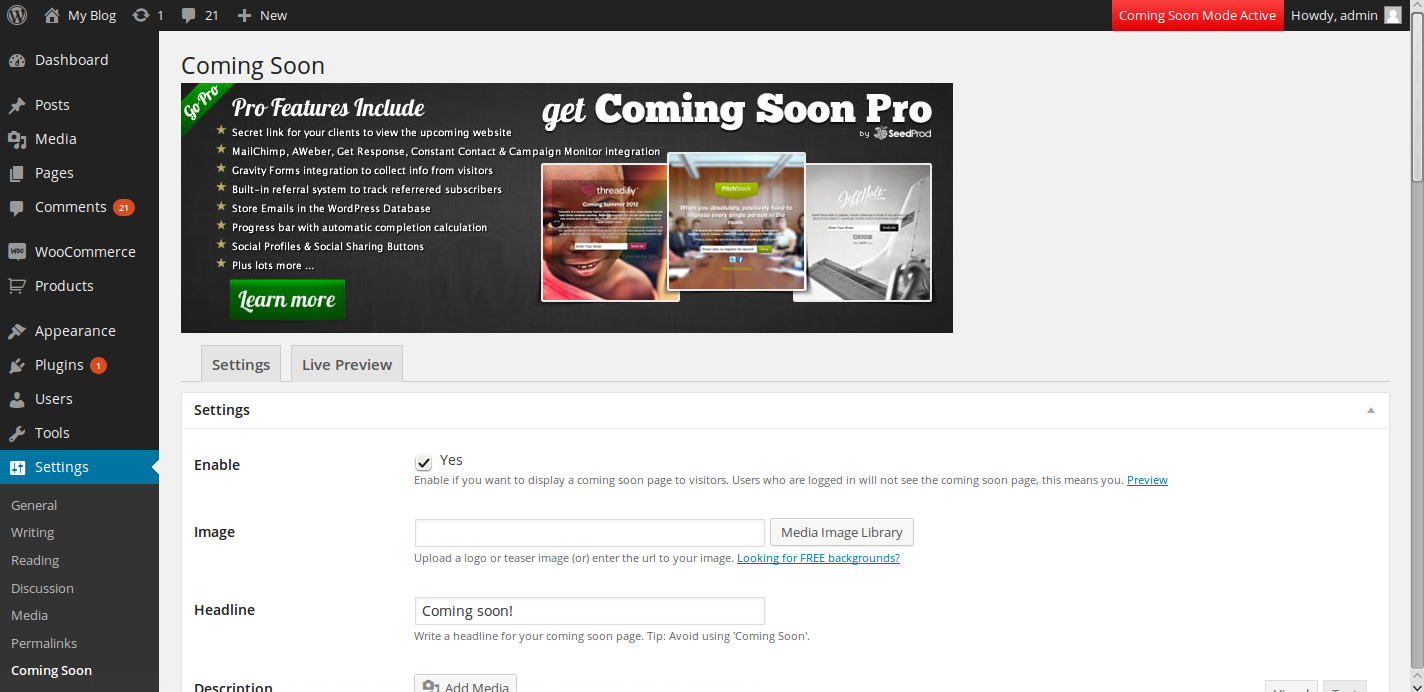 My Blog 1 21 New Coming Soon Mode Active Howdy, admin
Dashboard
Posts
Media
Pages
Comments 21
WooCommerce
Products
Appearance
Plugins 1
Users
Tools
Settings
General
Writing
Reading
Discussion
Media
Permalinks
Coming Soon
Coming Soon
Go Pro
Pro Features Include
Secret link for your clients to view the upcoming website
MailChimp, AWeber, Get Response, Constant Contact & Campaign Monitor integration
Gravity Forms integration to collect info from visitors
Built-in referral system to track referrered subscribers
Store Emails in the WordPress Database
Progress bar with automatic completion calculation
Social Profiles & Social Sharing Buttons
Plus lots more ...
Learn more
get Coming Soon Pro
by SeedProd
threadify
Coming Summer 2012
PitchStock
When you absolutely, positively have to
impress every single person in the
room.
Jeff Holt
Settings Live Preview
Settings
Enable
Yes
Enable if you want to display a coming soon page to visitors. Users who are logged in will not see the coming soon page, this means you. Preview
Image
Media Image Library
Upload a logo or teaser image (or) enter the url to your image. Looking for FREE backgrounds?
Headline
Coming soon!
Write a headline for your coming soon page. Tip: Avoid using 'Coming Soon'.
Description
Add Media
Visual Text